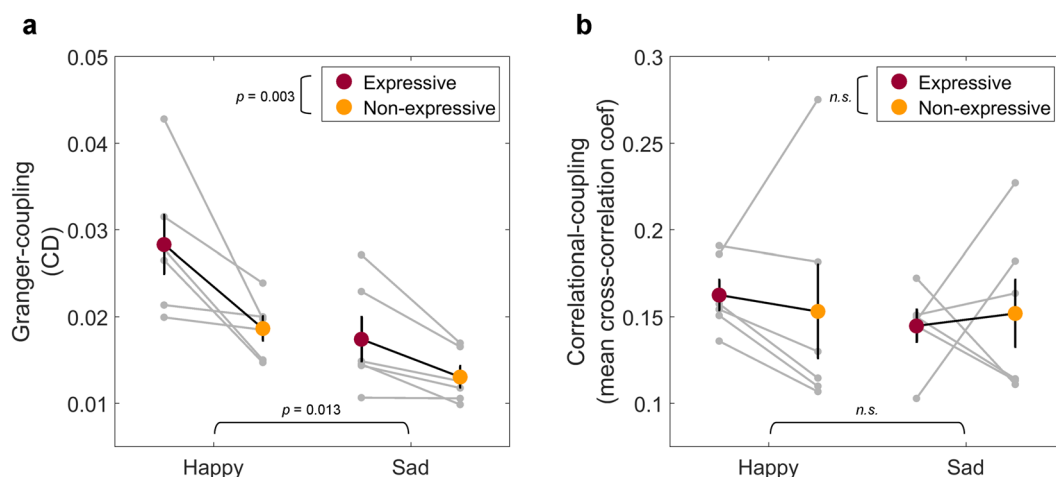 a
0.05
0.04
0.03
0.02
0.01
Granger-coupling
(CD)
p = 0.003
Expressive
Non-expressive
p = 0.013
Happy
Sad
b
0.3
0.25
0.2
0.15
0.1
Correlational-coupling
(mean cross-correlation coef)
n.s.
Expressive
Non-expressive
n.s.
Happy
Sad